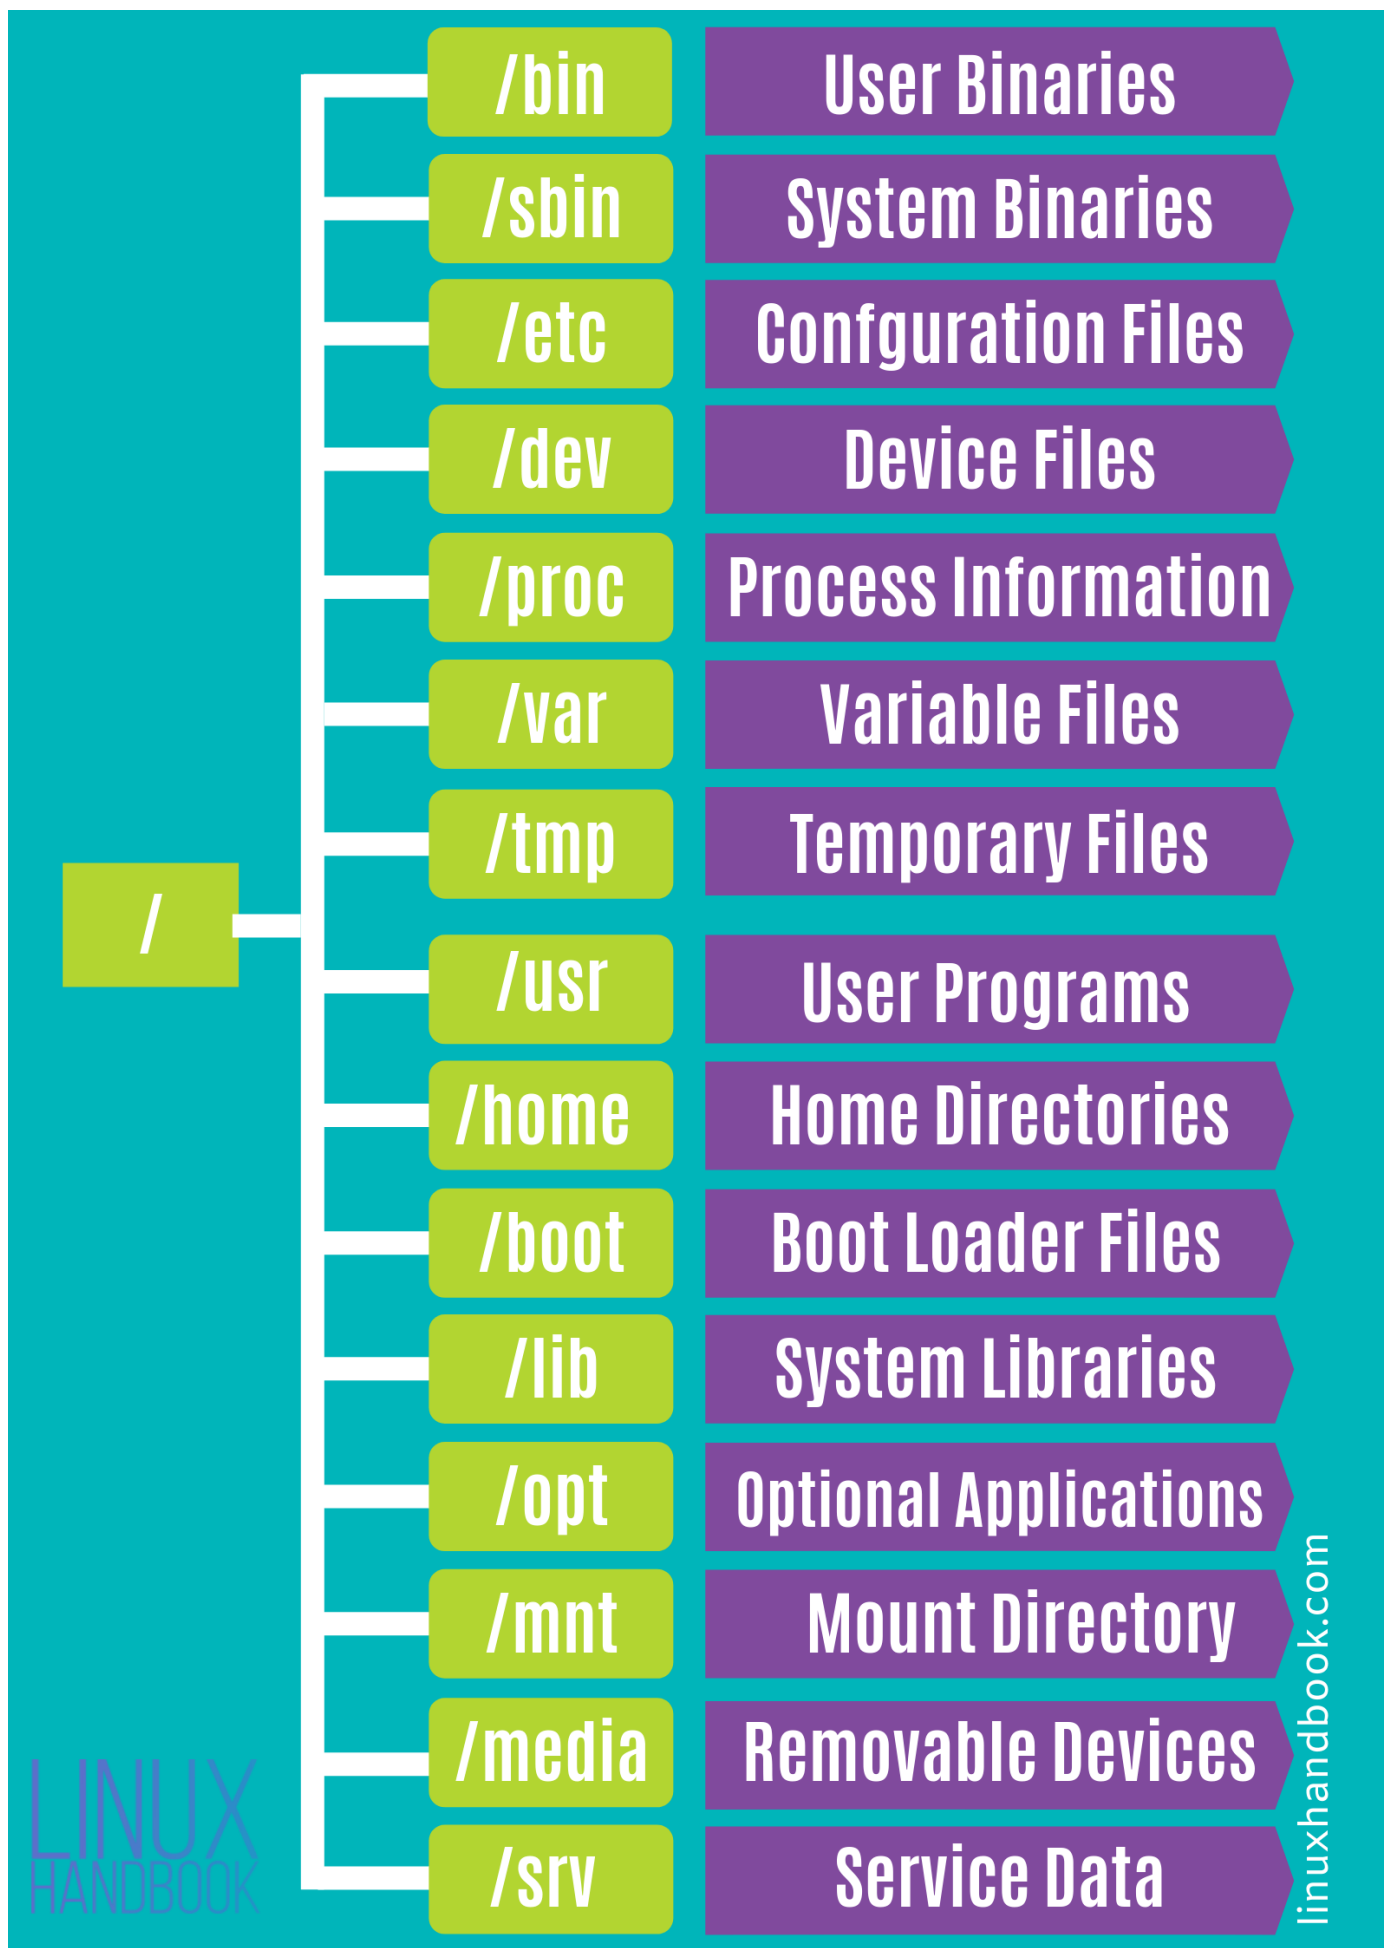 /bin
User Binaries
/sbin
System Binaries
/etc
Confguration Files
/dev
Device Files
/proc
Process Information
/var
Variable Files
/tmp
Temporary Files
/
/usr
User Programs
/home
Home Directories
/boot
Boot Loader Files
/lib
System Libraries
/opt
Optional Applications
/mnt
Mount Directory
/media
Removable Devices
/srv
Service Data
LINUX
HANDBOOK
linuxhandbook.com